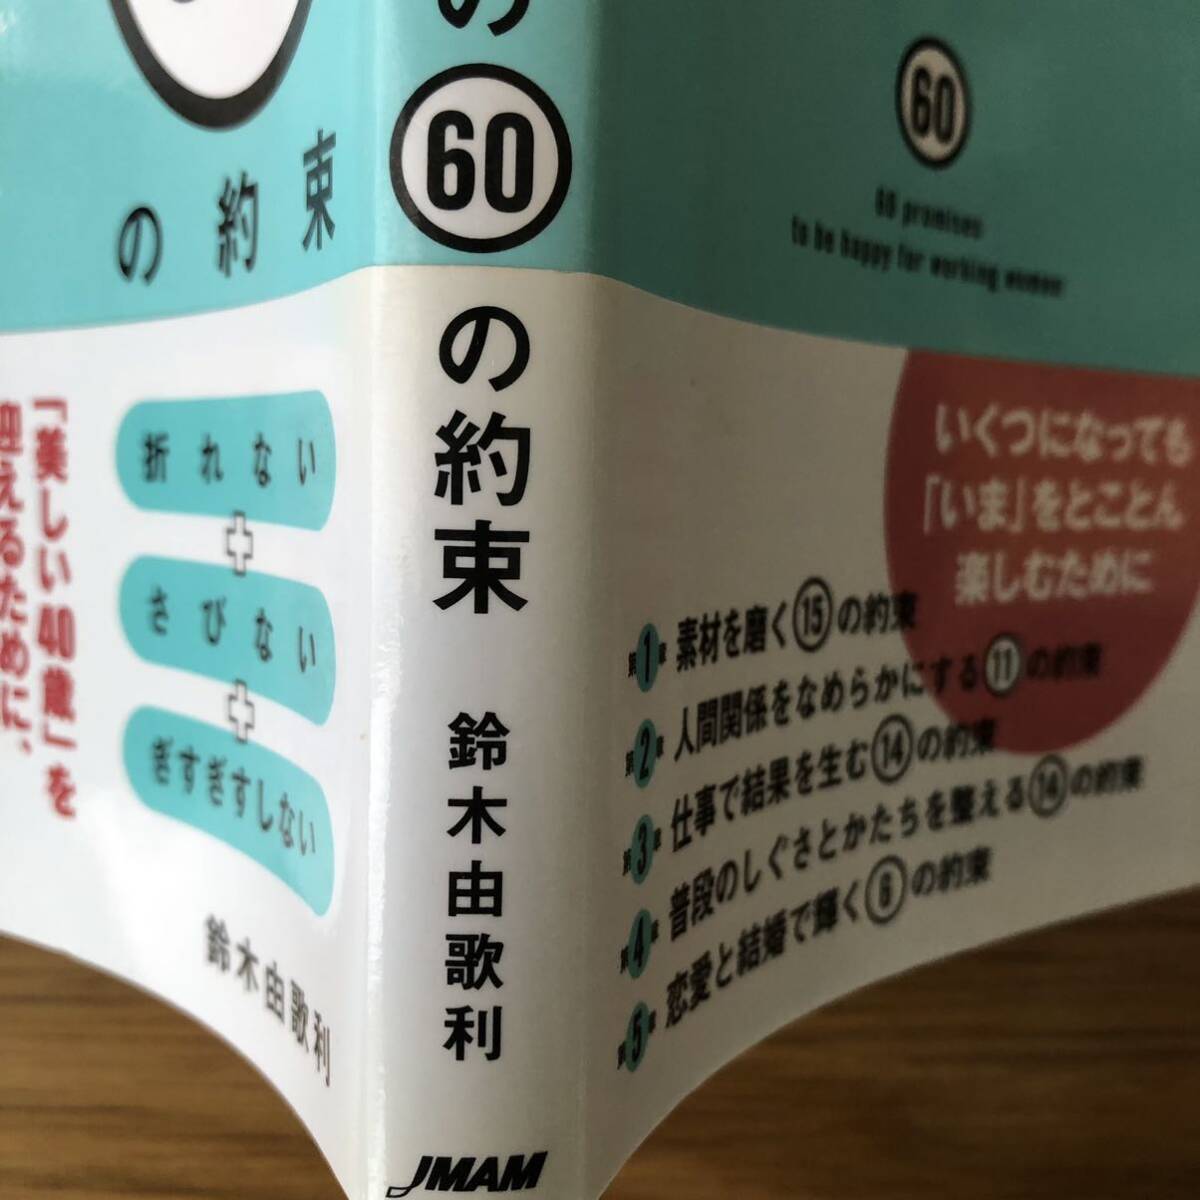 の約束
「美しい40歳」を
迎えるために、
折れない
さびない
ぎすぎすしない
鈴木由歌利
の60の約束
鈴木由歌利
JMAM
60
60 promises
to be happy for working women
いくつになっても
「いま」をとことん
楽しむために
第1章 素材を磨く15の約束
第2章 人間関係をなめらかにする11の約束
第3章 仕事で結果を生む14の約束
第4章 普段のしぐさとかたちを整える14の約束
第5章 恋愛と結婚で輝く6の約束